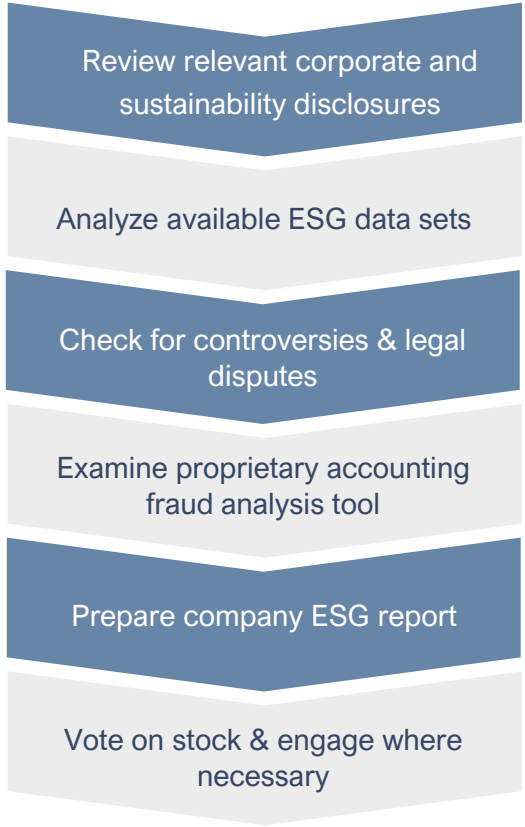 Review relevant corporate and
sustainability disclosures
Analyze available ESG data sets
Check for controversies & legal
disputes
Examine proprietary accounting
fraud analysis tool
Prepare company ESG report
Vote on stock & engage where
necessary